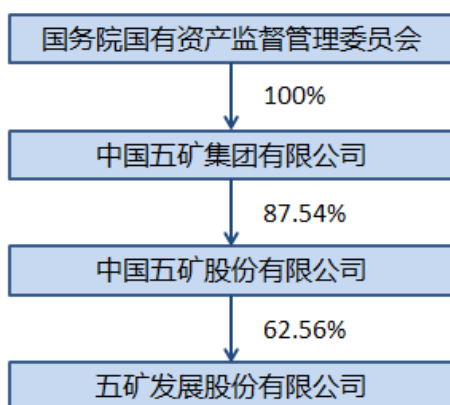 国务院国有资产监督管理委员会
100%
中国五矿集团有限公司
87.54%
中国五矿股份有限公司
62.56%
五矿发展股份有限公司